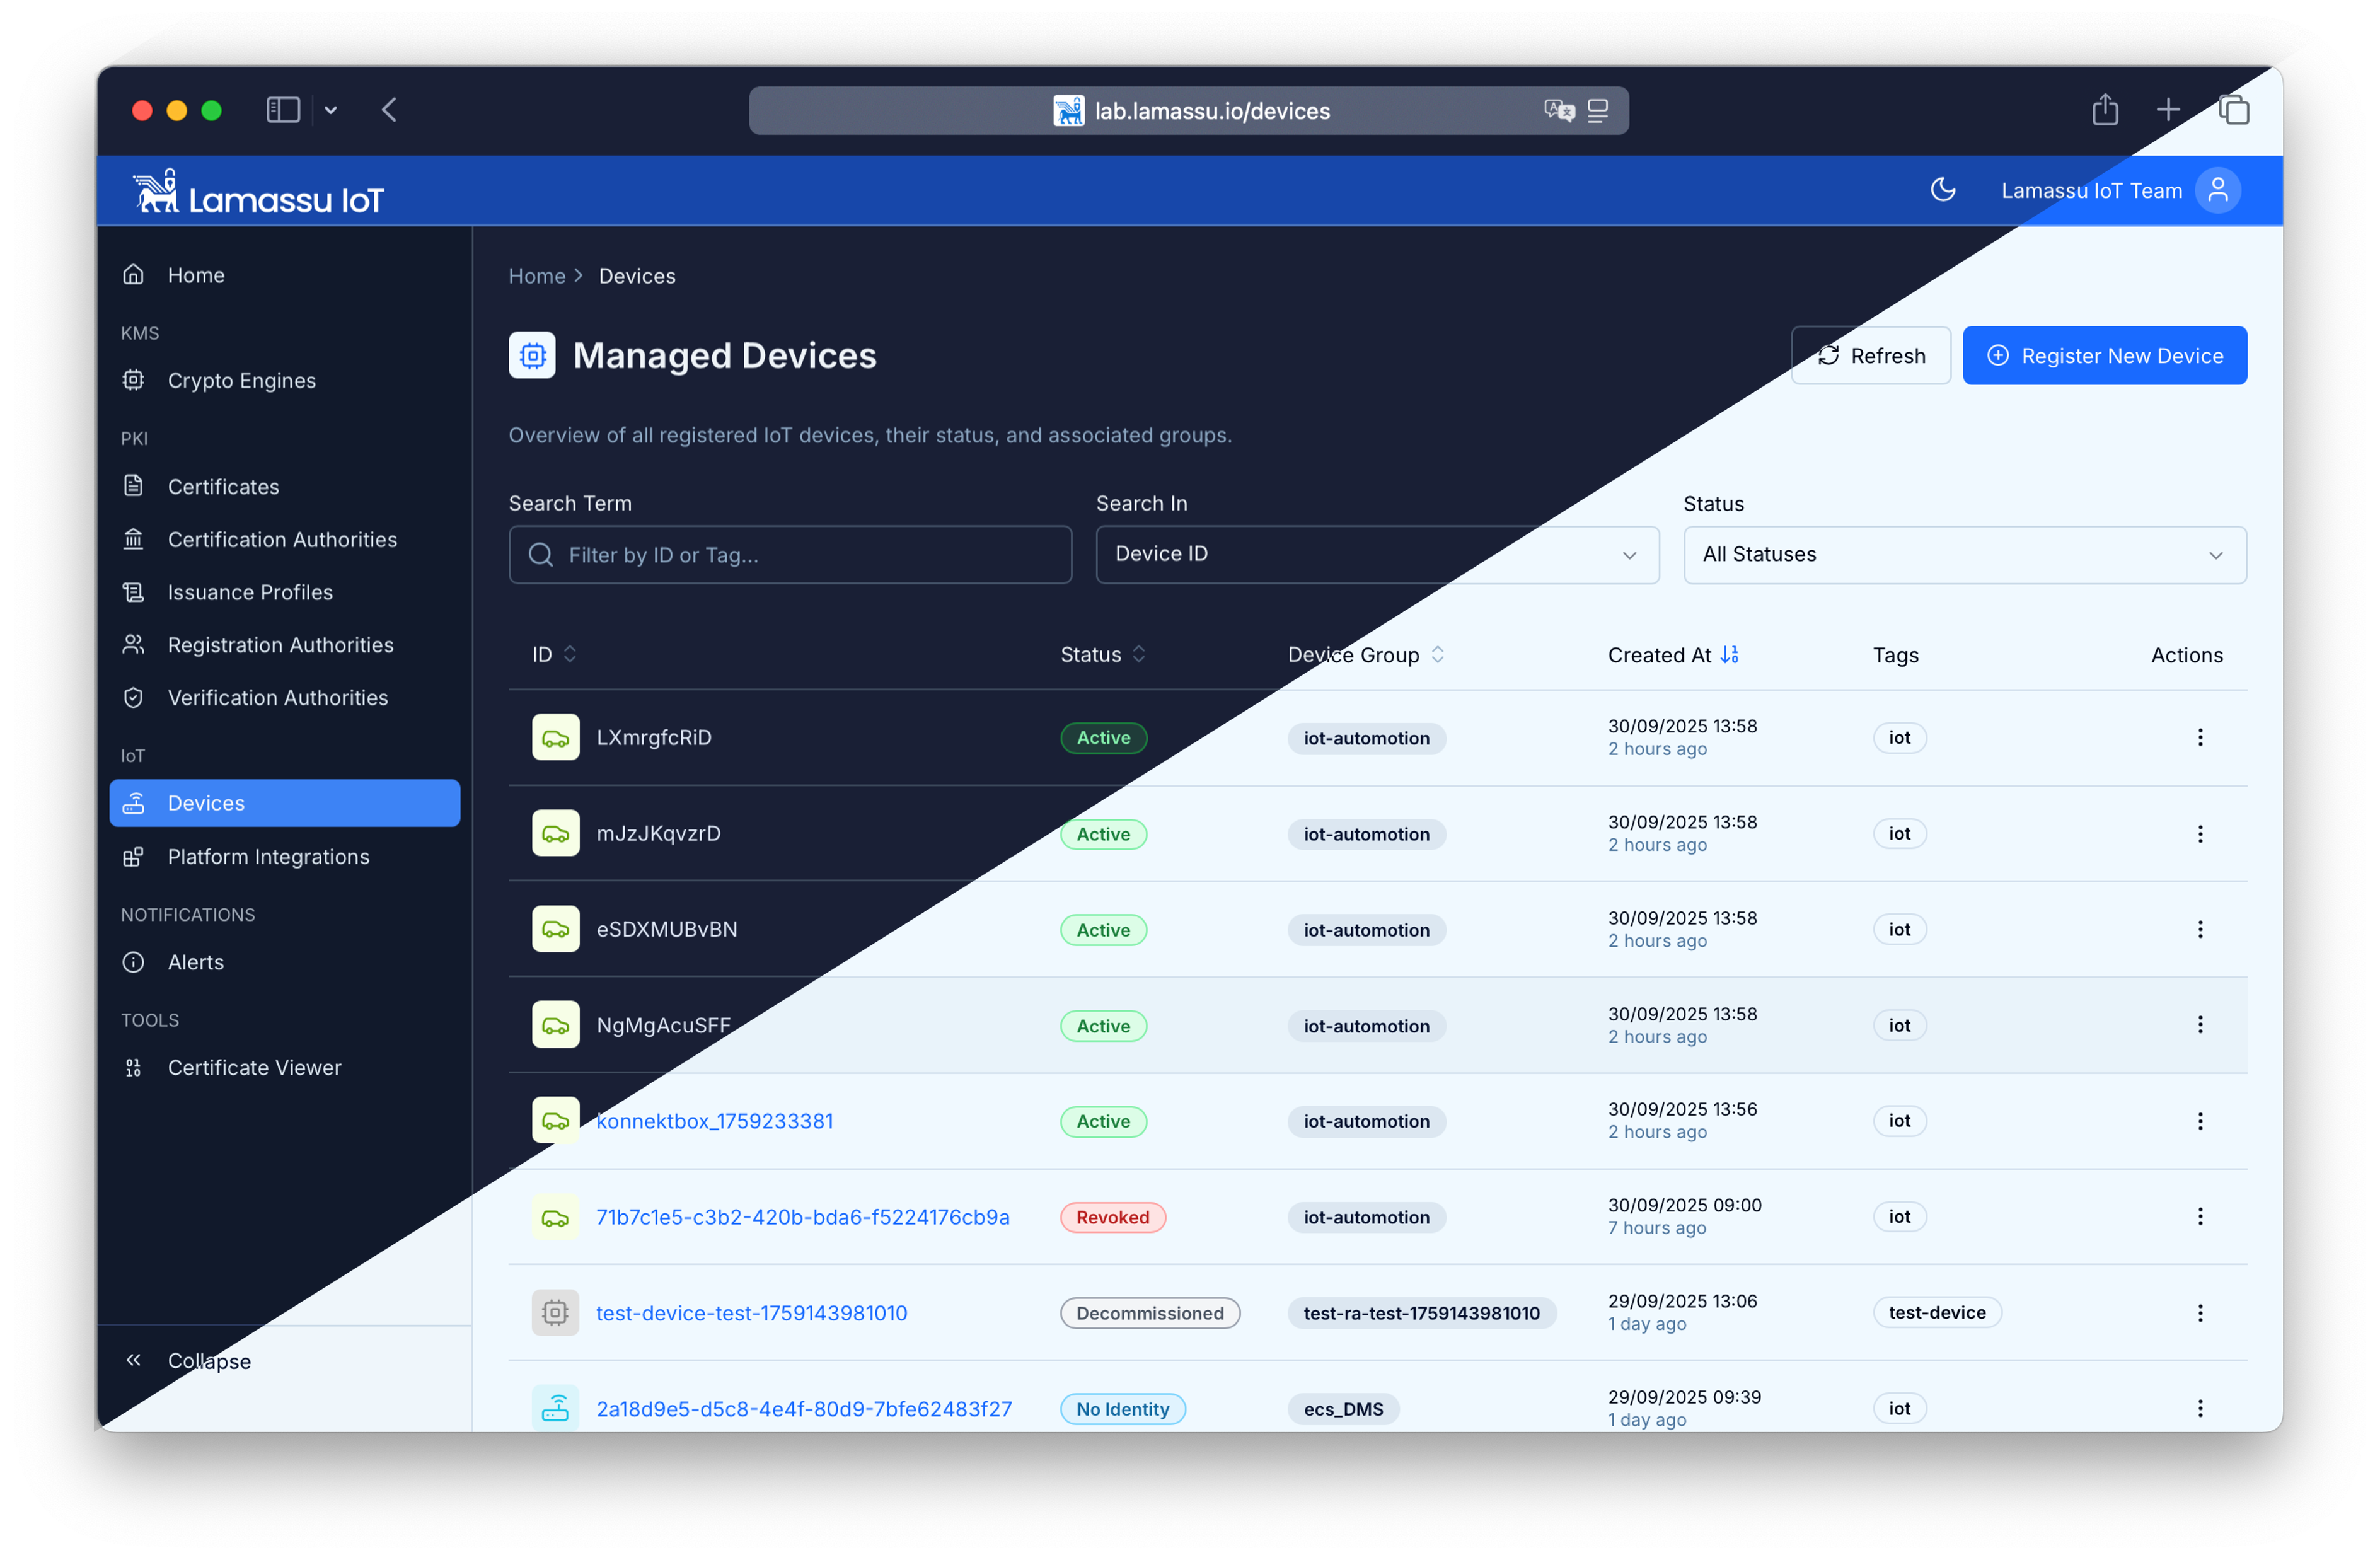 lab.lamassu.io/devices
Lamassu IoT
Lamassu IoT Team
Home
KMS
Crypto Engines
PKI
Certificates
Certification Authorities
Issuance Profiles
Registration Authorities
Verification Authorities
IoT
Devices
Platform Integrations
NOTIFICATIONS
Alerts
TOOLS
Certificate Viewer
Collapse
Home > Devices
Managed Devices
Refresh
Register New Device
Overview of all registered IoT devices, their status, and associated groups.
Search Term
Search In
Status
Filter by ID or Tag...
Device ID
All Statuses
ID Status Device Group Created At Tags Actions
LXmrgfcRiD Active iot-automotion 30/09/2025 13:58 iot
2 hours ago
mJzJKqvzrD Active iot-automotion 30/09/2025 13:58 iot
2 hours ago
eSDXMUBvBN Active iot-automotion 30/09/2025 13:58 iot
2 hours ago
NgMgAcuSFF Active iot-automotion 30/09/2025 13:58 iot
2 hours ago
konnektbox_1759233381 Active iot-automotion 30/09/2025 13:56 iot
2 hours ago
71b7c1e5-c3b2-420b-bda6-f5224176cb9a Revoked iot-automotion 30/09/2025 09:00 iot
7 hours ago
test-device-test-1759143981010 Decommissioned test-ra-test-1759143981010 29/09/2025 13:06 test-device
1 day ago
2a18d9e5-d5c8-4e4f-80d9-7bfe62483f27 No Identity ecs_DMS 29/09/2025 09:39 iot
1 day ago